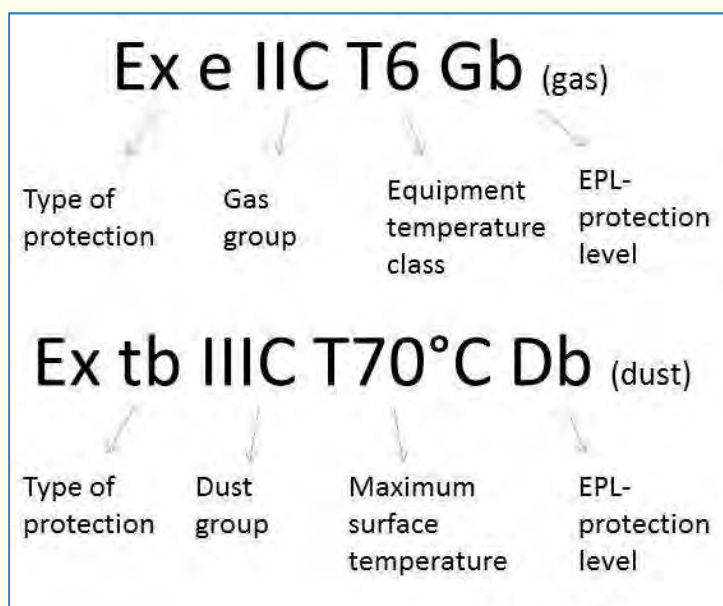 Ex e IIC T6 Gb (gas)
Type of
protection
Gas
group
Equipment
temperature
class
EPL-
protection
level
Ex tb IIIC T70°C Db (dust)
Type of
protection
Dust
group
Maximum
surface
temperature
EPL-
protection
level